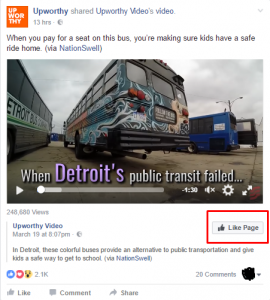 UP
WOR
THY
Upworthy shared Upworthy Video's video.
13 hrs ·
When you pay for a seat on this bus, you're making sure kids have a safe
ride home. (via NationSwell)
DETROIT BUS
When Detroit's public transit failed...
-1:30
248,680 Views
Upworthy Video
March 19 at 8:07pm ·
Like Page
In Detroit, these colorful buses provide an alternative to public transportation and give
kids a safe way to get to school. (via NationSwell)
2.1K
29 Comments
Like
Comment
Share